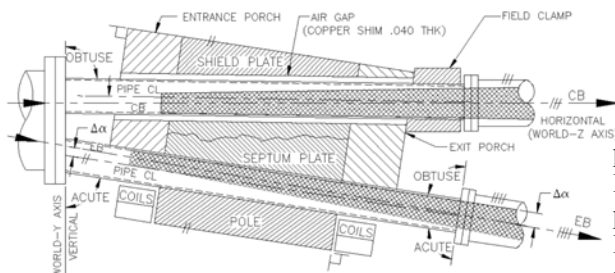 ENTRANCE PORCH
AIR GAP
(COPPER SHIM .040 THK)
FIELD CLAMP
OBTUSE
SHIELD PLATE
PIPE CL
CB
CB
HORIZONTAL
(WORLD-Z AXIS)
EXIT PORCH
Δα
EB
SEPTUM PLATE
OBTUSE
PIPE CL
ACUTE
Δα
COILS
POLE
COILS
ACUTE
EB
WORLD-Y AXIS
VERTICAL